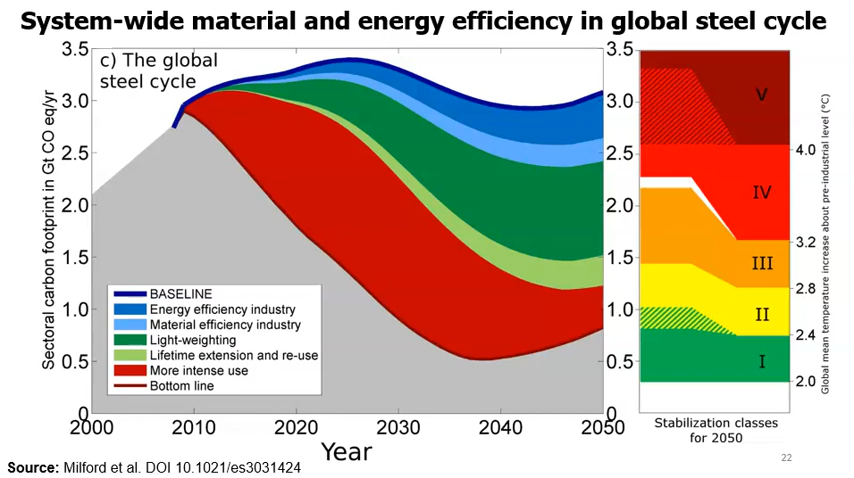 System-wide material and energy efficiency in global steel cycle
c) The global
steel cycle
Sectoral carbon footprint in Gt CO eq/yr
3.5
3.0
2.5
2.0
1.5
1.0
0.5
0
BASELINE
Energy efficiency industry
Material efficiency industry
Light-weighting
Lifetime extension and re-use
More intense use
Bottom line
2000
2010
2020
2030
2040
2050
Year
3.5
3.0
2.5
2.0
1.5
1.0
0.5
0
V
IV
III
II
I
4.0
3.2
2.8
2.4
2.0
Global mean temperature increase about pre-industrial level (°C)
Stabilization classes
for 2050
22
Source: Milford et al. DOI 10.1021/es3031424